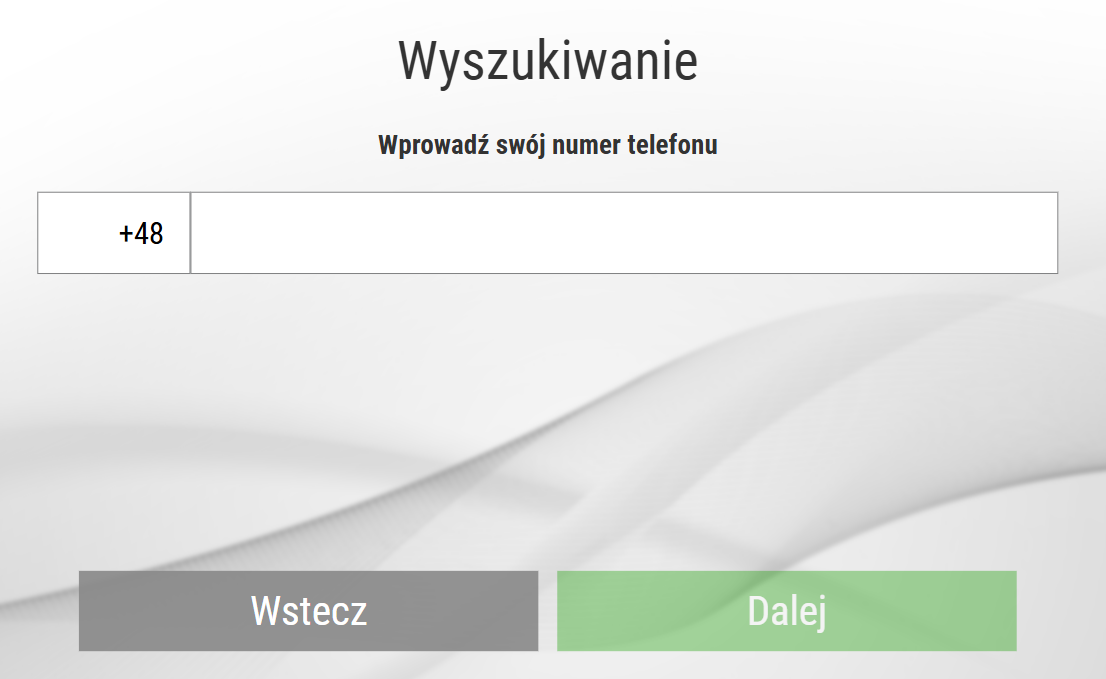 Wyszukiwanie
Wprowadź swój numer telefonu
+48
Wstecz
Dalej